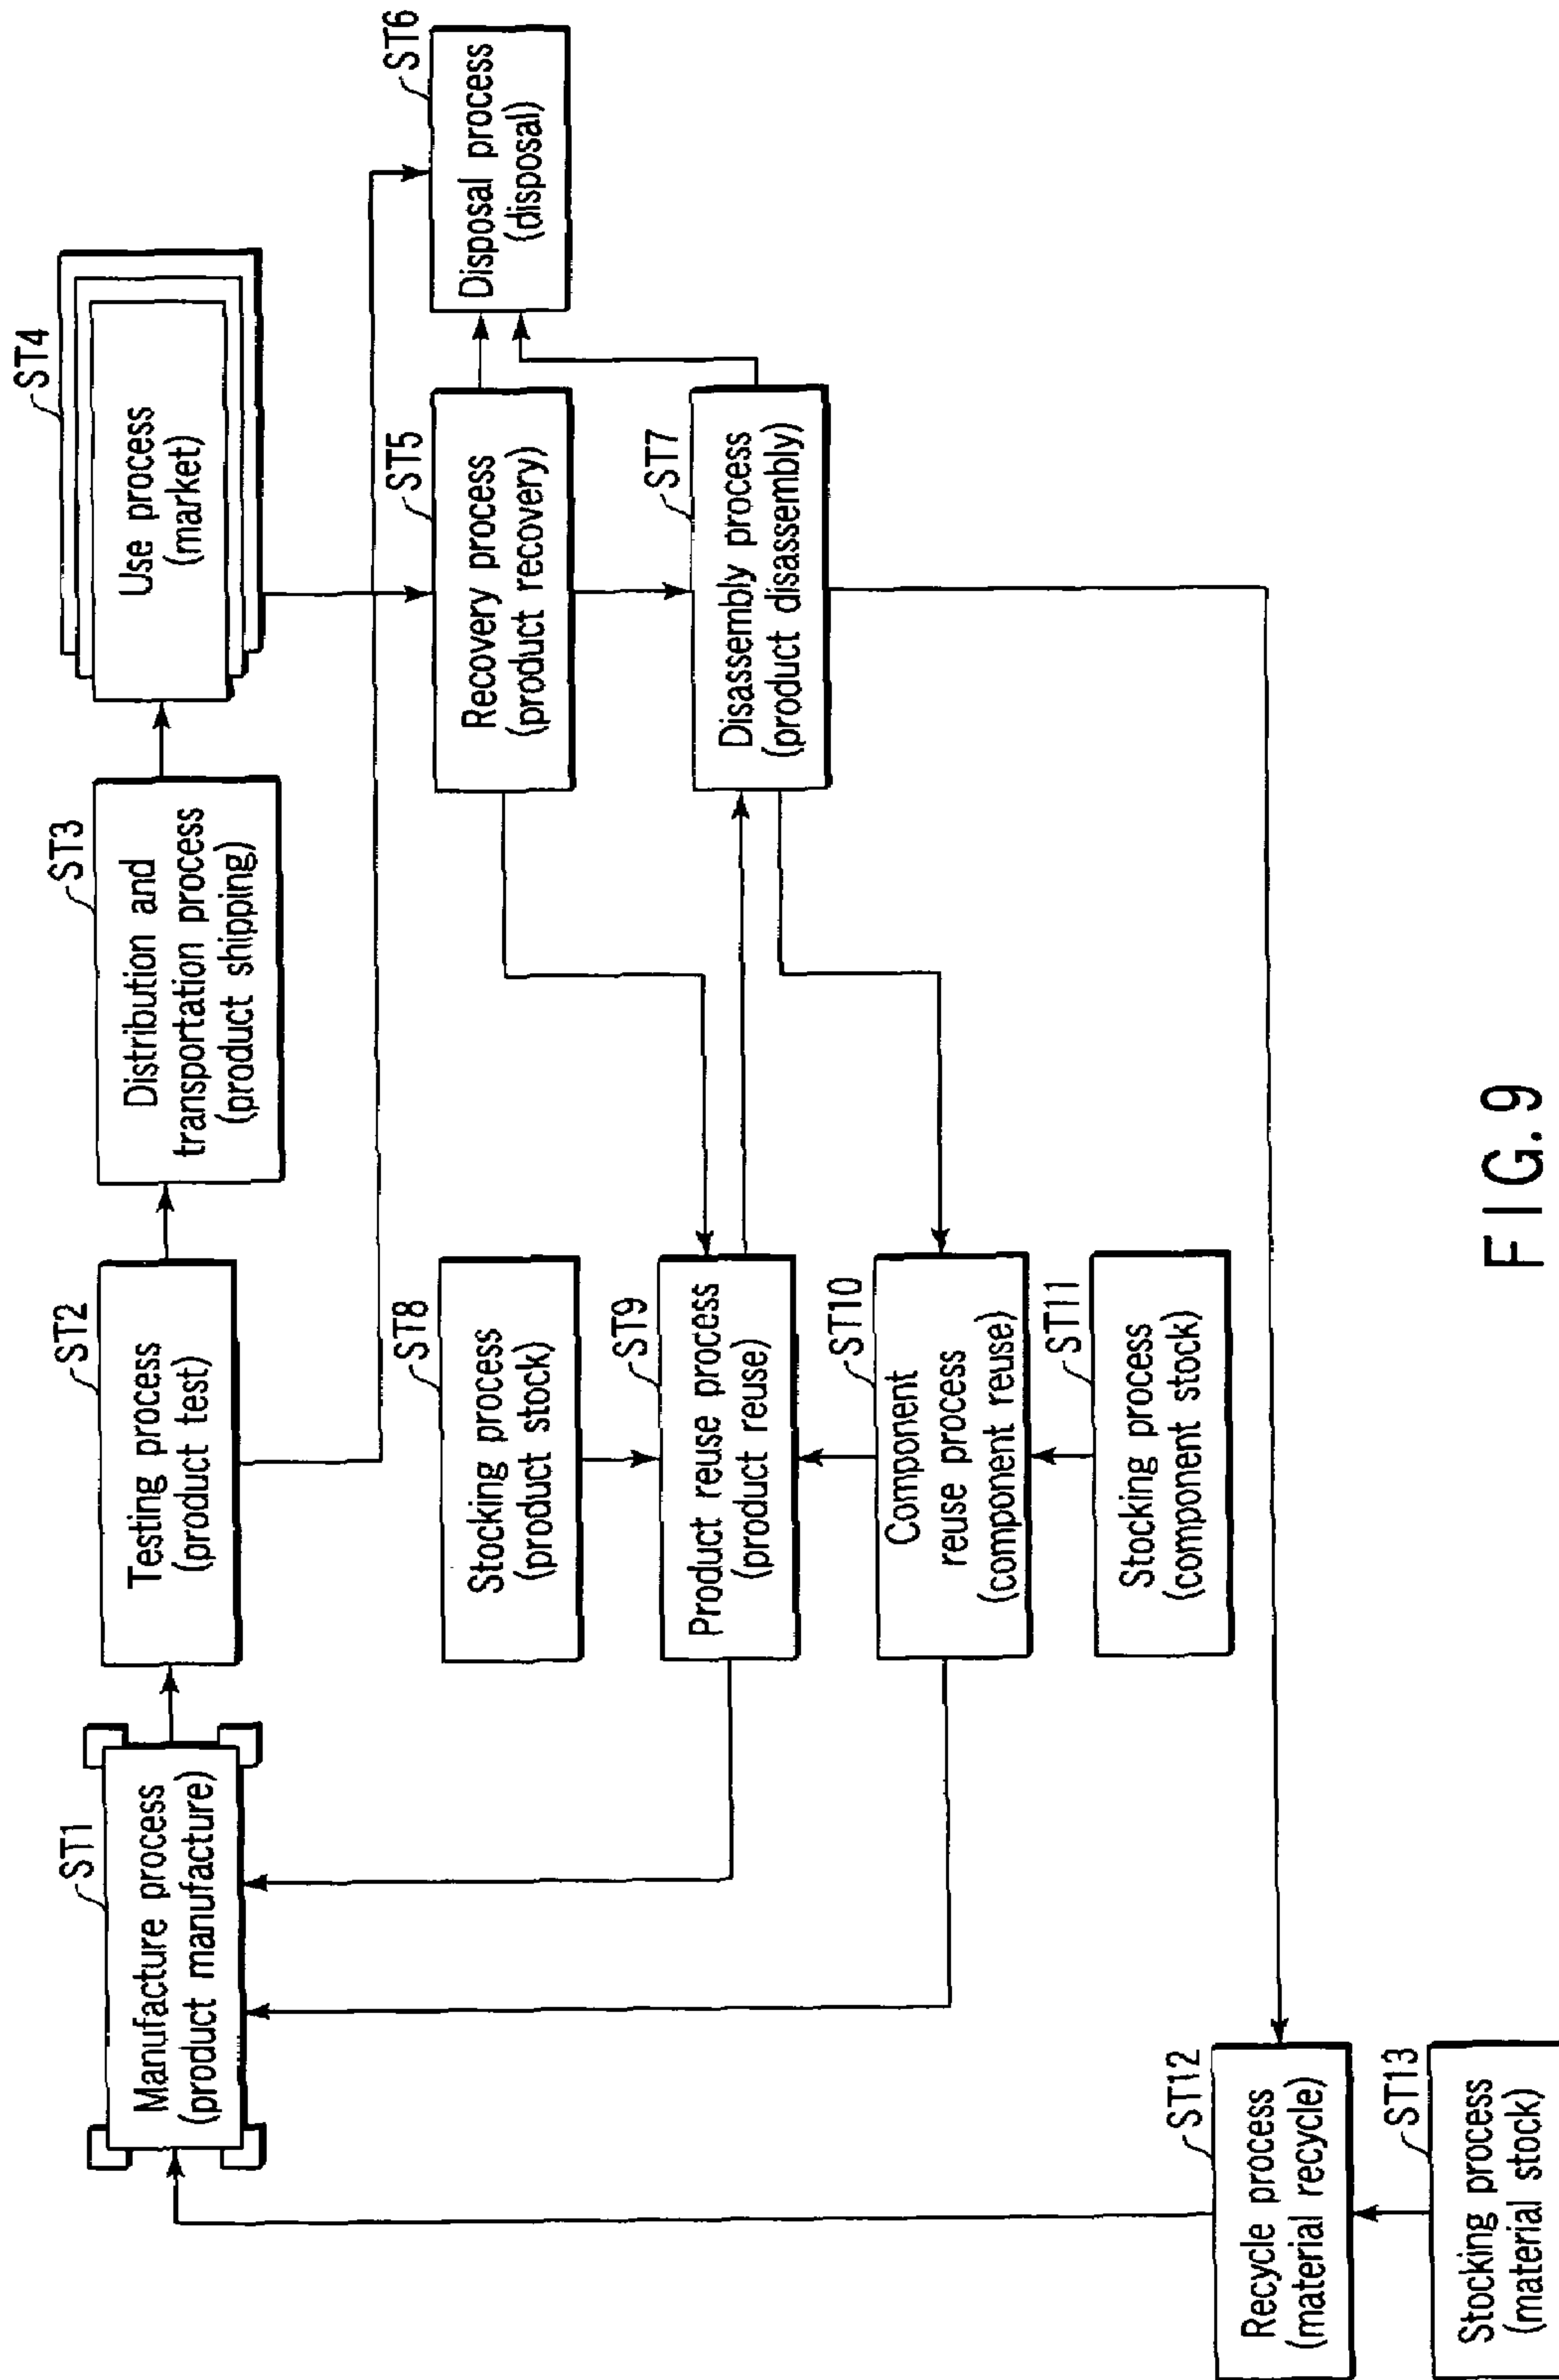 ST1
Manufacture process
(product manufacture)
ST2
Testing process
(product test)
ST3
Distribution and
transportation process
(product shipping)
ST4
Use process
(market)
ST5
Recovery process
(product recovery)
ST6
Disposal process
(disposal)
ST7
Disassembly process
(product disassembly)
ST8
Stocking process
(product stock)
ST9
Product reuse process
(product reuse)
ST10
Component
reuse process
(component reuse)
ST11
Stocking process
(component stock)
ST12
Recycle process
(material recycle)
ST13
Stocking process
(material stock)
FIG. 9